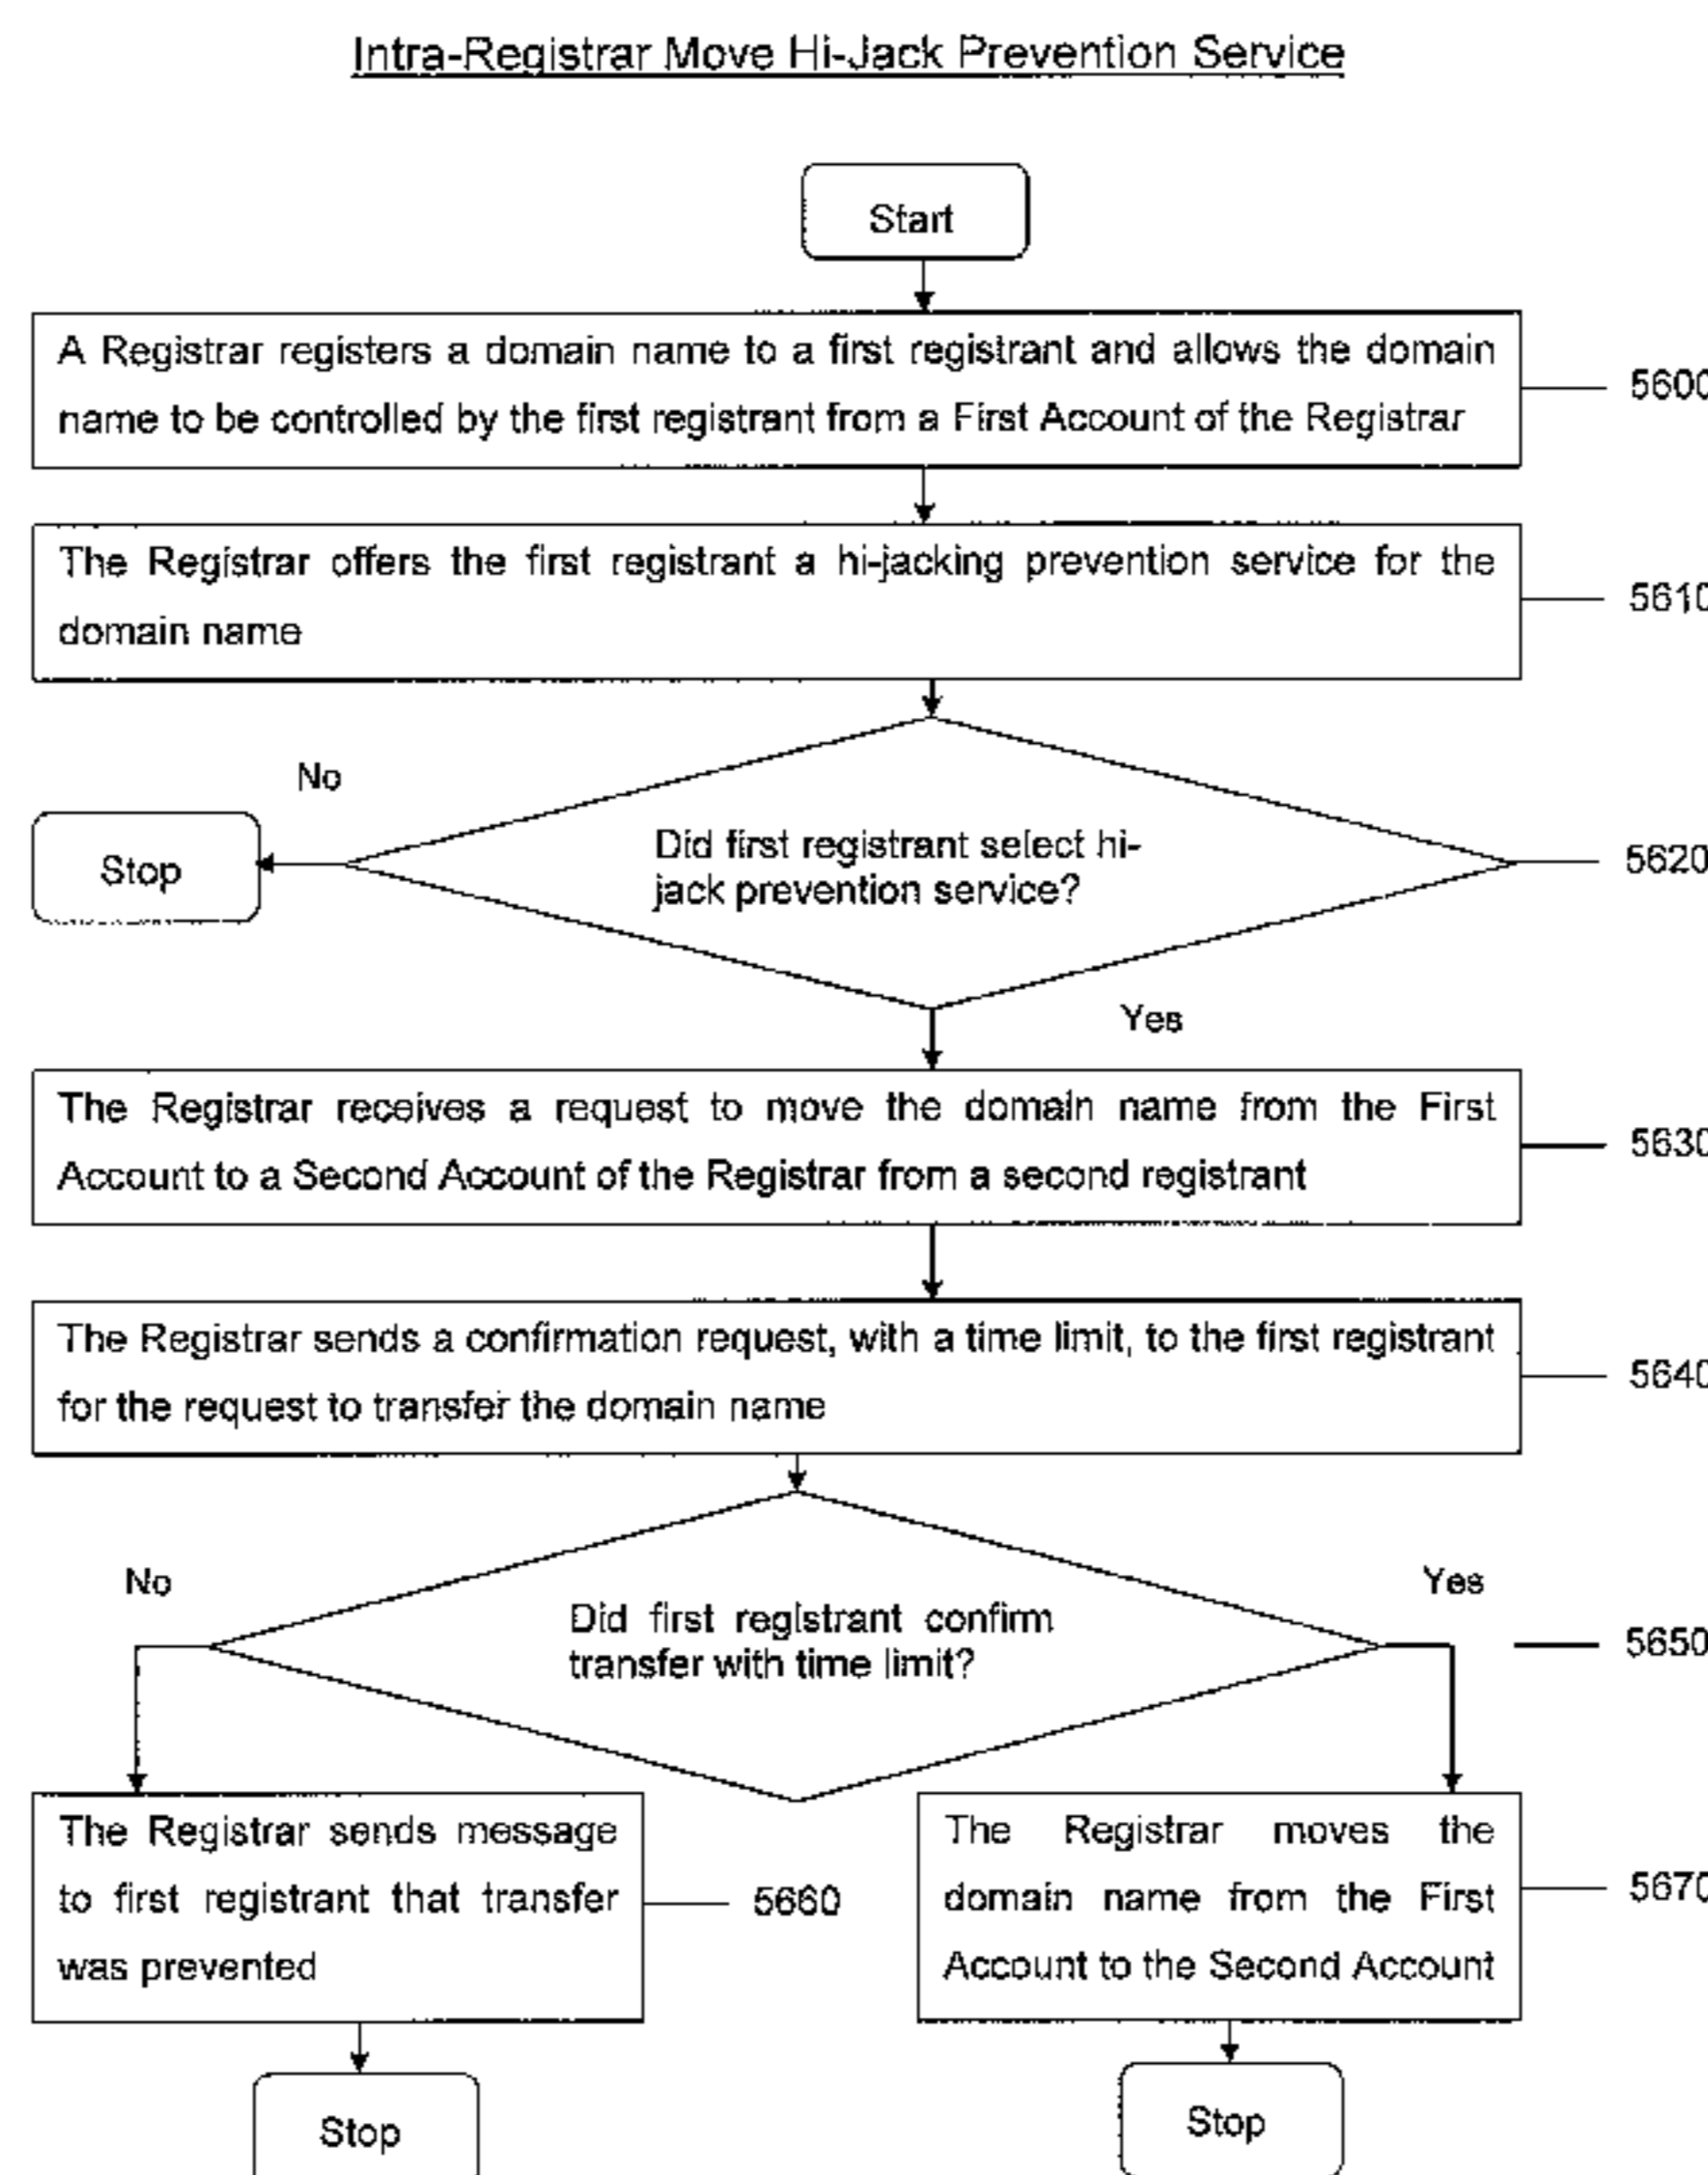 Intra-Registrar Move Hi-Jack Prevention Service
Start
A Registrar registers a domain name to a first registrant and allows the domain
name to be controlled by the first registrant from a First Account of the Registrar
5600
The Registrar offers the first registrant a hi-jacking prevention service for the
domain name
5610
No
Stop
Did first registrant select hi-
jack prevention service?
5620
Yes
The Registrar receives a request to move the domain name from the First
Account to a Second Account of the Registrar from a second registrant
5630
The Registrar sends a confirmation request, with a time limit, to the first registrant
for the request to transfer the domain name
5640
No
Did first registrant confirm
transfer with time limit?
Yes
5650
The Registrar sends message
to first registrant that transfer
was prevented
5660
The Registrar moves the
domain name from the First
Account to the Second Account
5670
Stop
Stop